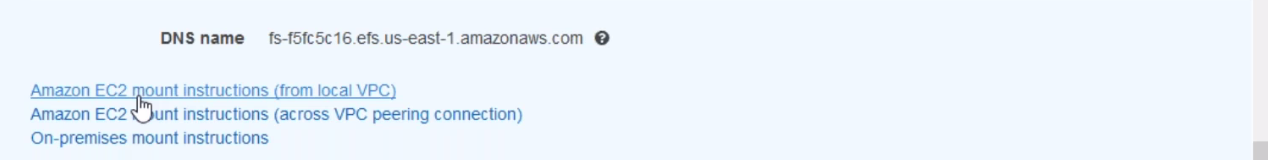 DNS name fs-f5fc5c16.efs.us-east-1.amazonaws.com
Amazon EC2 mount instructions (from local VPC)
Amazon EC2 mount instructions (across VPC peering connection)
On-premises mount instructions